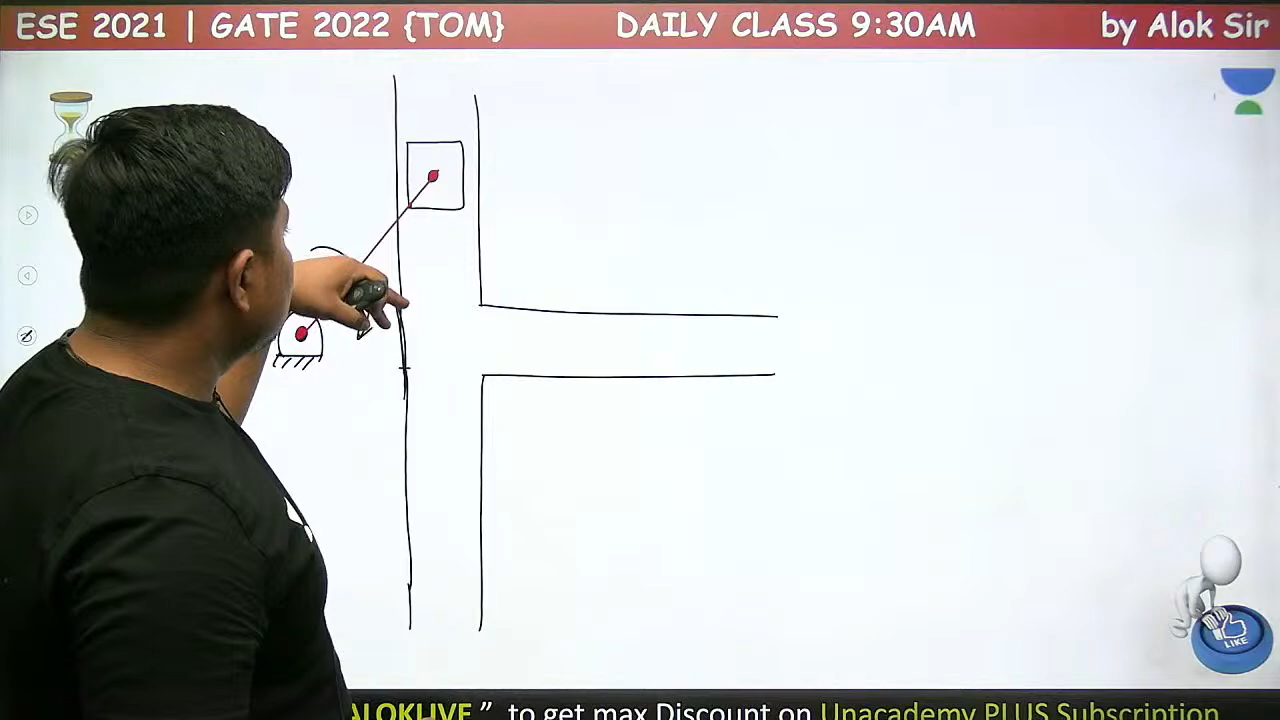 ESE 2021 | GATE 2022 {TOM} DAILY CLASS 9:30AM by Alok Sir
LIKE
ALOKLIVE ” to get max Discount on Unacademy PLUS Subscription